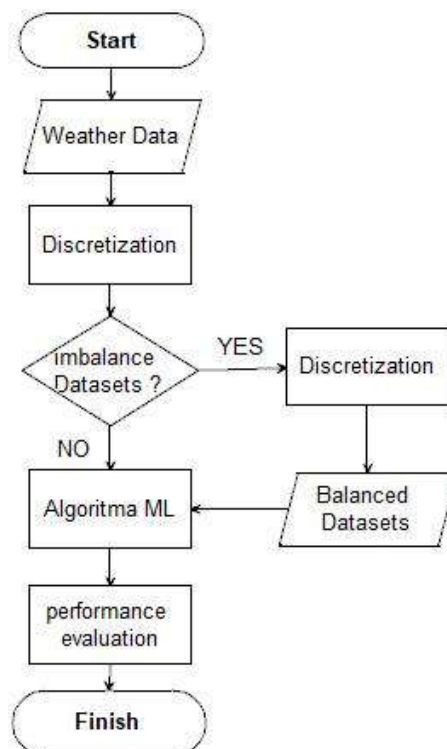 Start
Weather Data
Discretization
imbalance
Datasets ?
YES
Discretization
NO
Algoritma ML
Balanced
Datasets
performance
evaluation
Finish